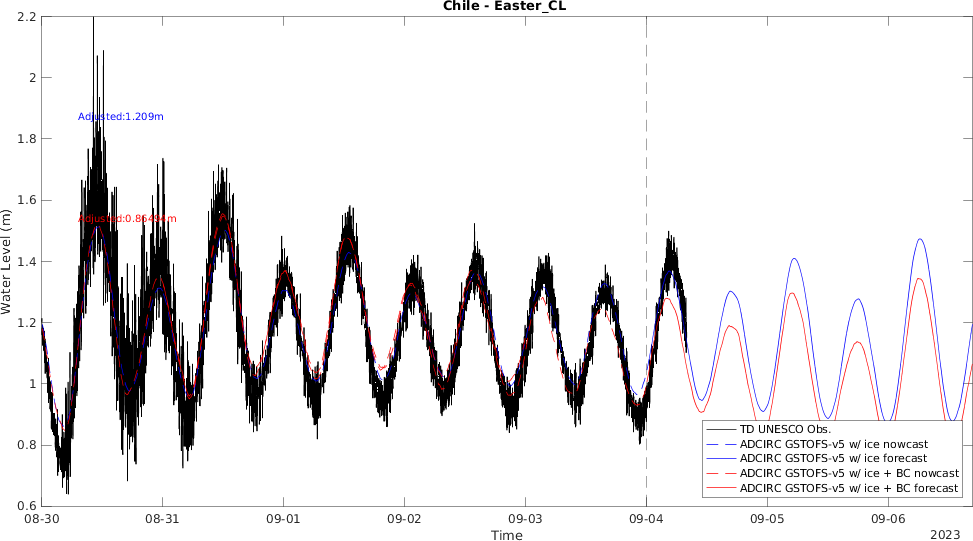 Chile - Easter_CL
2.2
2
1.8
1.6
1.4
1.2
1
0.8
0.6
Water Level (m)
Adjusted:1.209m
08-30
08-31
09-01
09-02
09-03
09-04
09-05
09-06
Time
2023
TD UNESCO Obs.
ADCIRC GSTOFS-v5 w/ ice nowcast
ADCIRC GSTOFS-v5 w/ ice forecast
ADCIRC GSTOFS-v5 w/ ice + BC nowcast
ADCIRC GSTOFS-v5 w/ ice + BC forecast